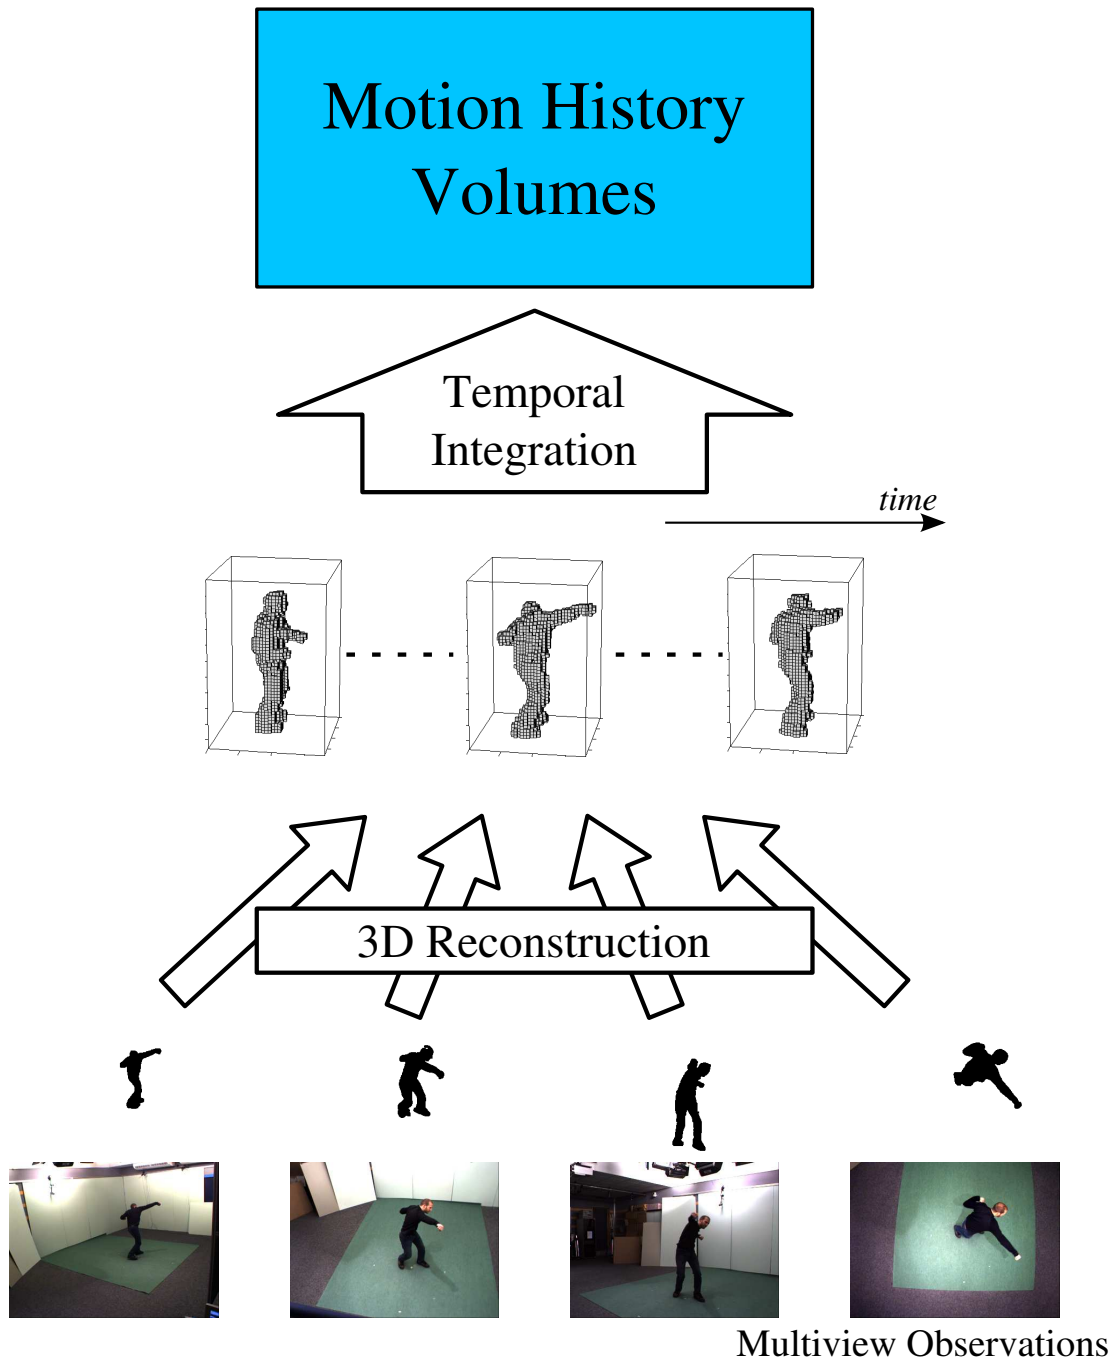 Motion History
Volumes
Temporal
Integration
time
3D Reconstruction
Multiview Observations